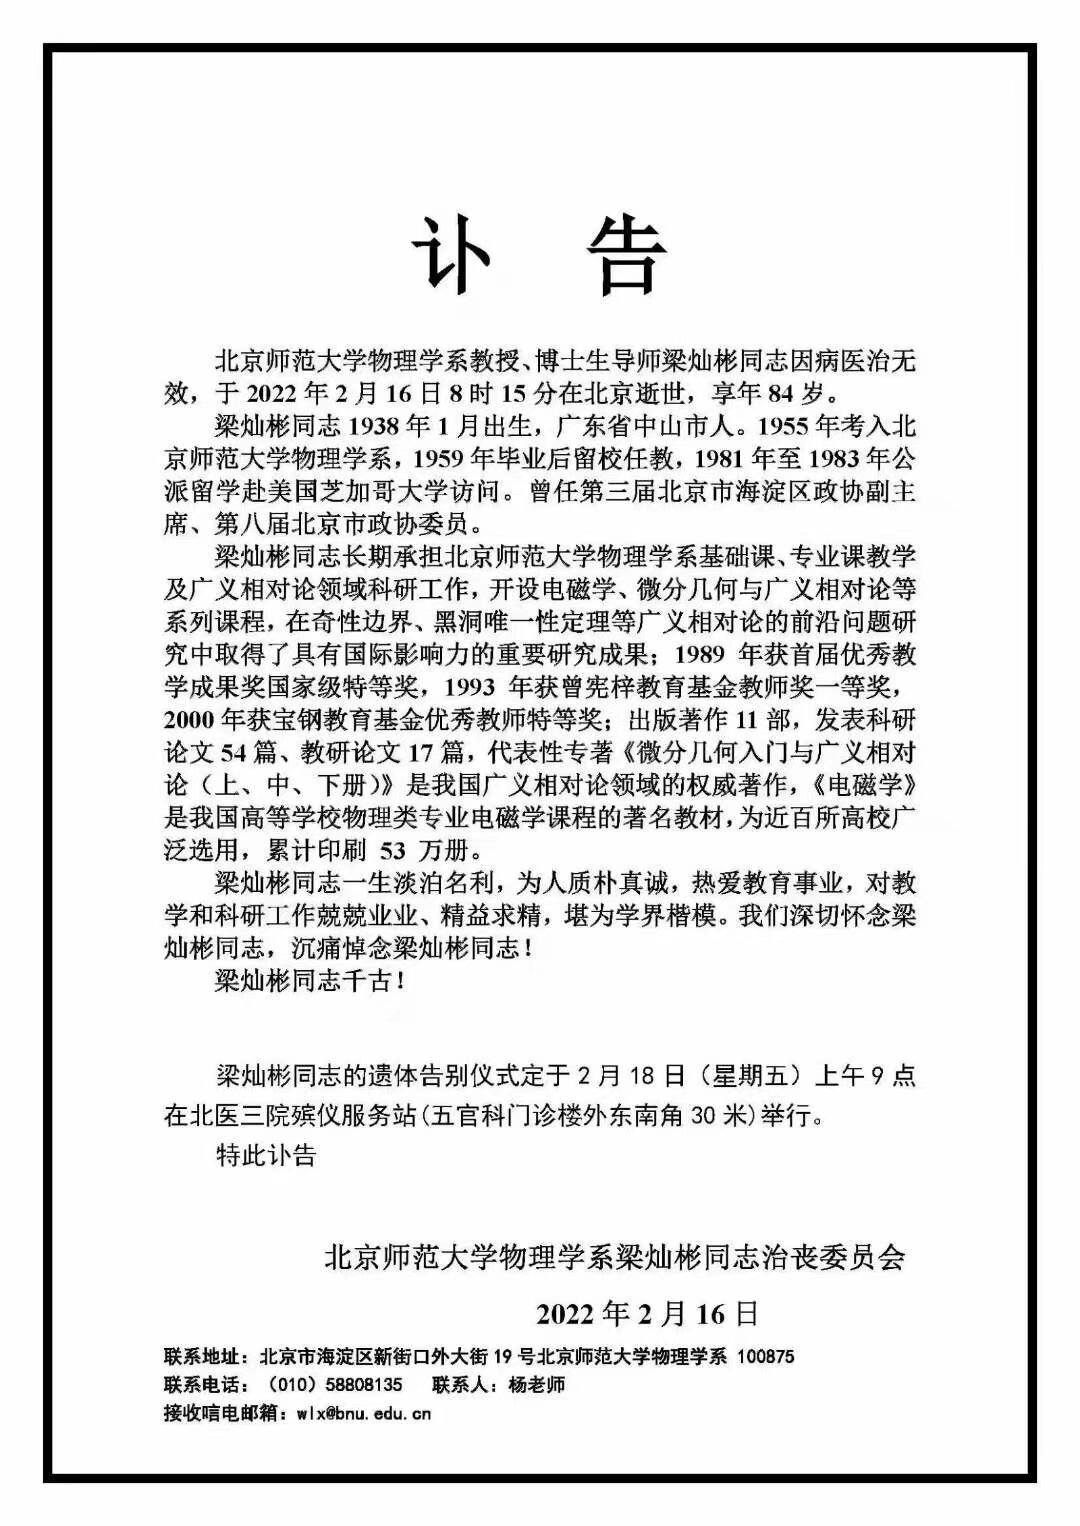 讣 告
北京师范大学物理学系教授、博士生导师梁灿彬同志因病医治无
效，于 2022 年 2 月 16 日 8 时 15 分在北京逝世，享年 84 岁。
梁灿彬同志 1938 年 1 月出生，广东省中山市人。1955 年考入北
京师范大学物理学系，1959 年毕业后留校任教，1981 年至 1983 年公
派留学赴美国芝加哥大学访问。曾任第三届北京市海淀区政协副主
席、第八届北京市政协委员。
梁灿彬同志长期承担北京师范大学物理学系基础课、专业课教学
及广义相对论领域科研工作，开设电磁学、微分几何与广义相对论等
系列课程，在奇性边界、黑洞唯一性定理等广义相对论的前沿问题研
究中取得了具有国际影响力的重要研究成果；1989 年获首届优秀教
学成果奖国家级特等奖，1993 年获曾宪梓教育基金教师奖一等奖，
2000 年获宝钢教育基金优秀教师特等奖；出版著作 11 部，发表科研
论文 54 篇、教研论文 17 篇，代表性专著《微分几何入门与广义相对
论（上、中、下册）》是我国广义相对论领域的权威著作，《电磁学》
是我国高等学校物理类专业电磁学课程的著名教材，为近百所高校广
泛选用，累计印刷 53 万册。
梁灿彬同志一生淡泊名利，为人质朴真诚，热爱教育事业，对教
学和科研工作兢兢业业、精益求精，堪为学界楷模。我们深切怀念梁
灿彬同志，沉痛悼念梁灿彬同志！
梁灿彬同志千古！
梁灿彬同志的遗体告别仪式定于 2 月 18 日（星期五）上午 9 点
在北医三院殡仪服务站(五官科门诊楼外东南角 30 米)举行。
特此讣告
北京师范大学物理学系梁灿彬同志治丧委员会
2022 年 2 月 16 日
联系地址：北京市海淀区新街口外大街 19 号北京师范大学物理学系 100875
联系电话：（010）58808135 联系人：杨老师
接收唁电邮箱：wlx@bnu.edu.cn